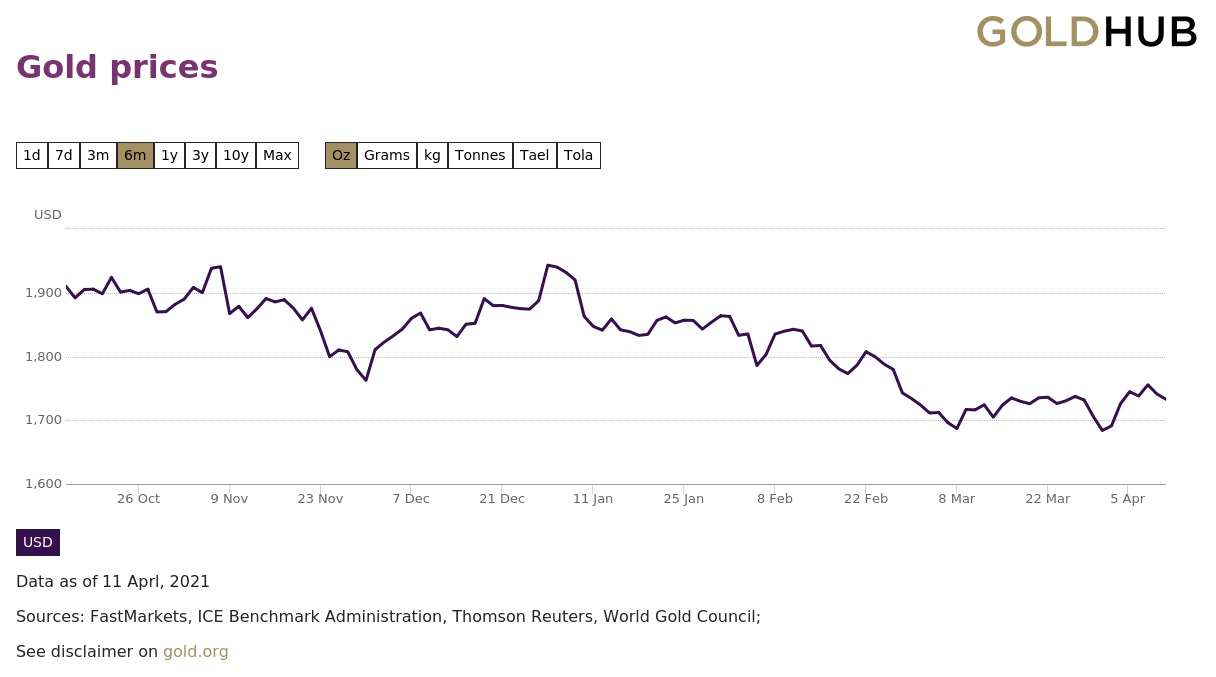 GOLDHUB
Gold prices
1d 7d 3m 6m 1y 3y 10y Max Oz Grams kg Tonnes Tael Tola
USD
1,900
1,800
1,700
1,600
26 Oct 9 Nov 23 Nov 7 Dec 21 Dec 11 Jan 25 Jan 8 Feb 22 Feb 8 Mar 22 Mar 5 Apr
USD
Data as of 11 Aprl, 2021
Sources: FastMarkets, ICE Benchmark Administration, Thomson Reuters, World Gold Council;
See disclaimer on gold.org